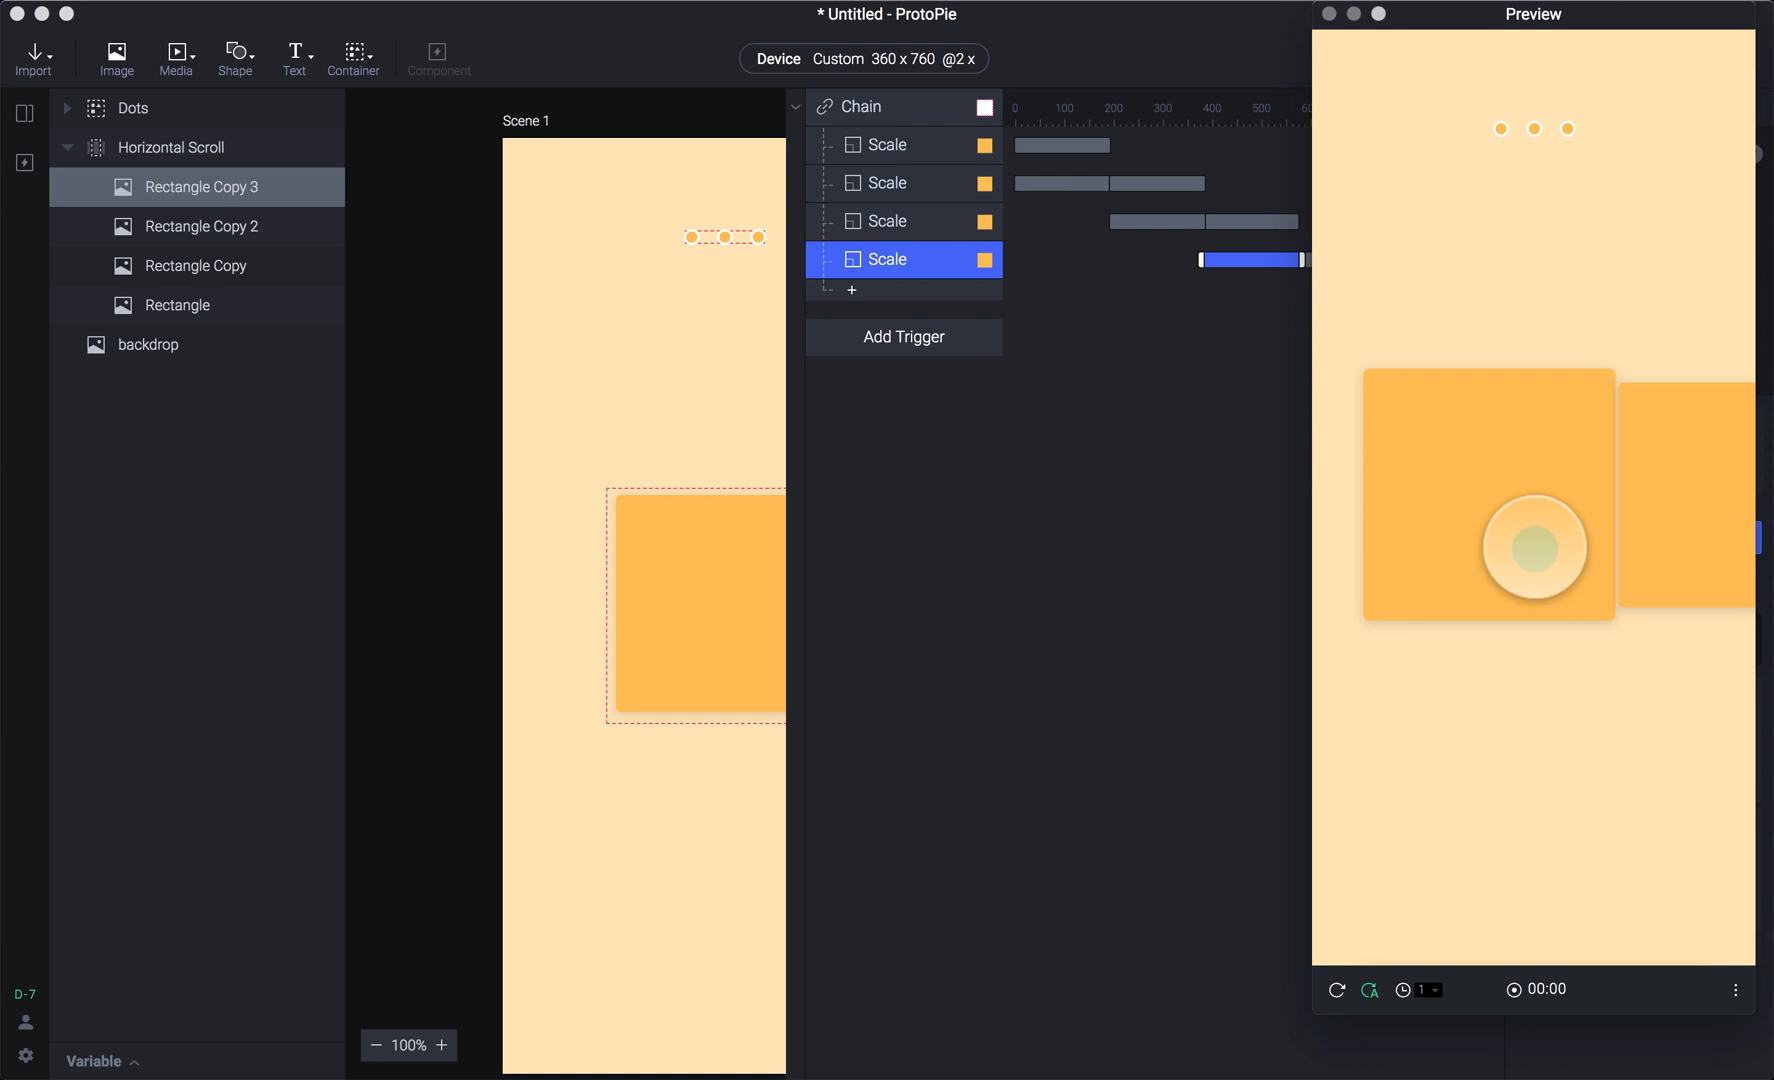 * Untitled - ProtoPie
Preview
Import
Image
Media
Shape
Text
Container
Component
Device Custom 360 x 760 @2 x
Dots
Horizontal Scroll
Rectangle Copy 3
Rectangle Copy 2
Rectangle Copy
Rectangle
backdrop
Scene 1
Chain
0 100 200 300 400 500 60
Scale
Scale
Scale
Scale
+
Add Trigger
D-7
Variable
− 100% +
A
1
00:00